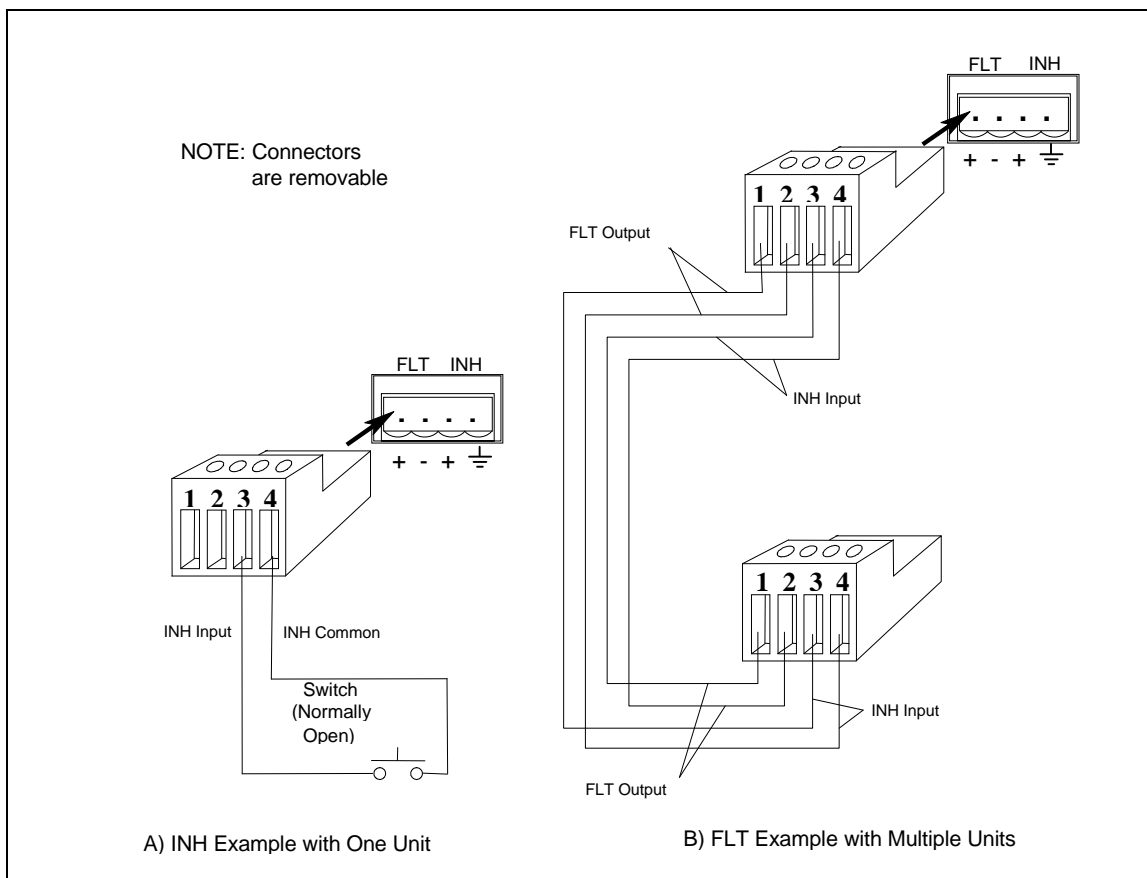 NOTE: Connectors
are removable
FLT INH
+ - +
1 2 3 4
FLT Output
INH Input
FLT INH
+ - +
1 2 3 4
INH Input
INH Common
Switch
(Normally
Open)
1 2 3 4
INH Input
FLT Output
A) INH Example with One Unit
B) FLT Example with Multiple Units